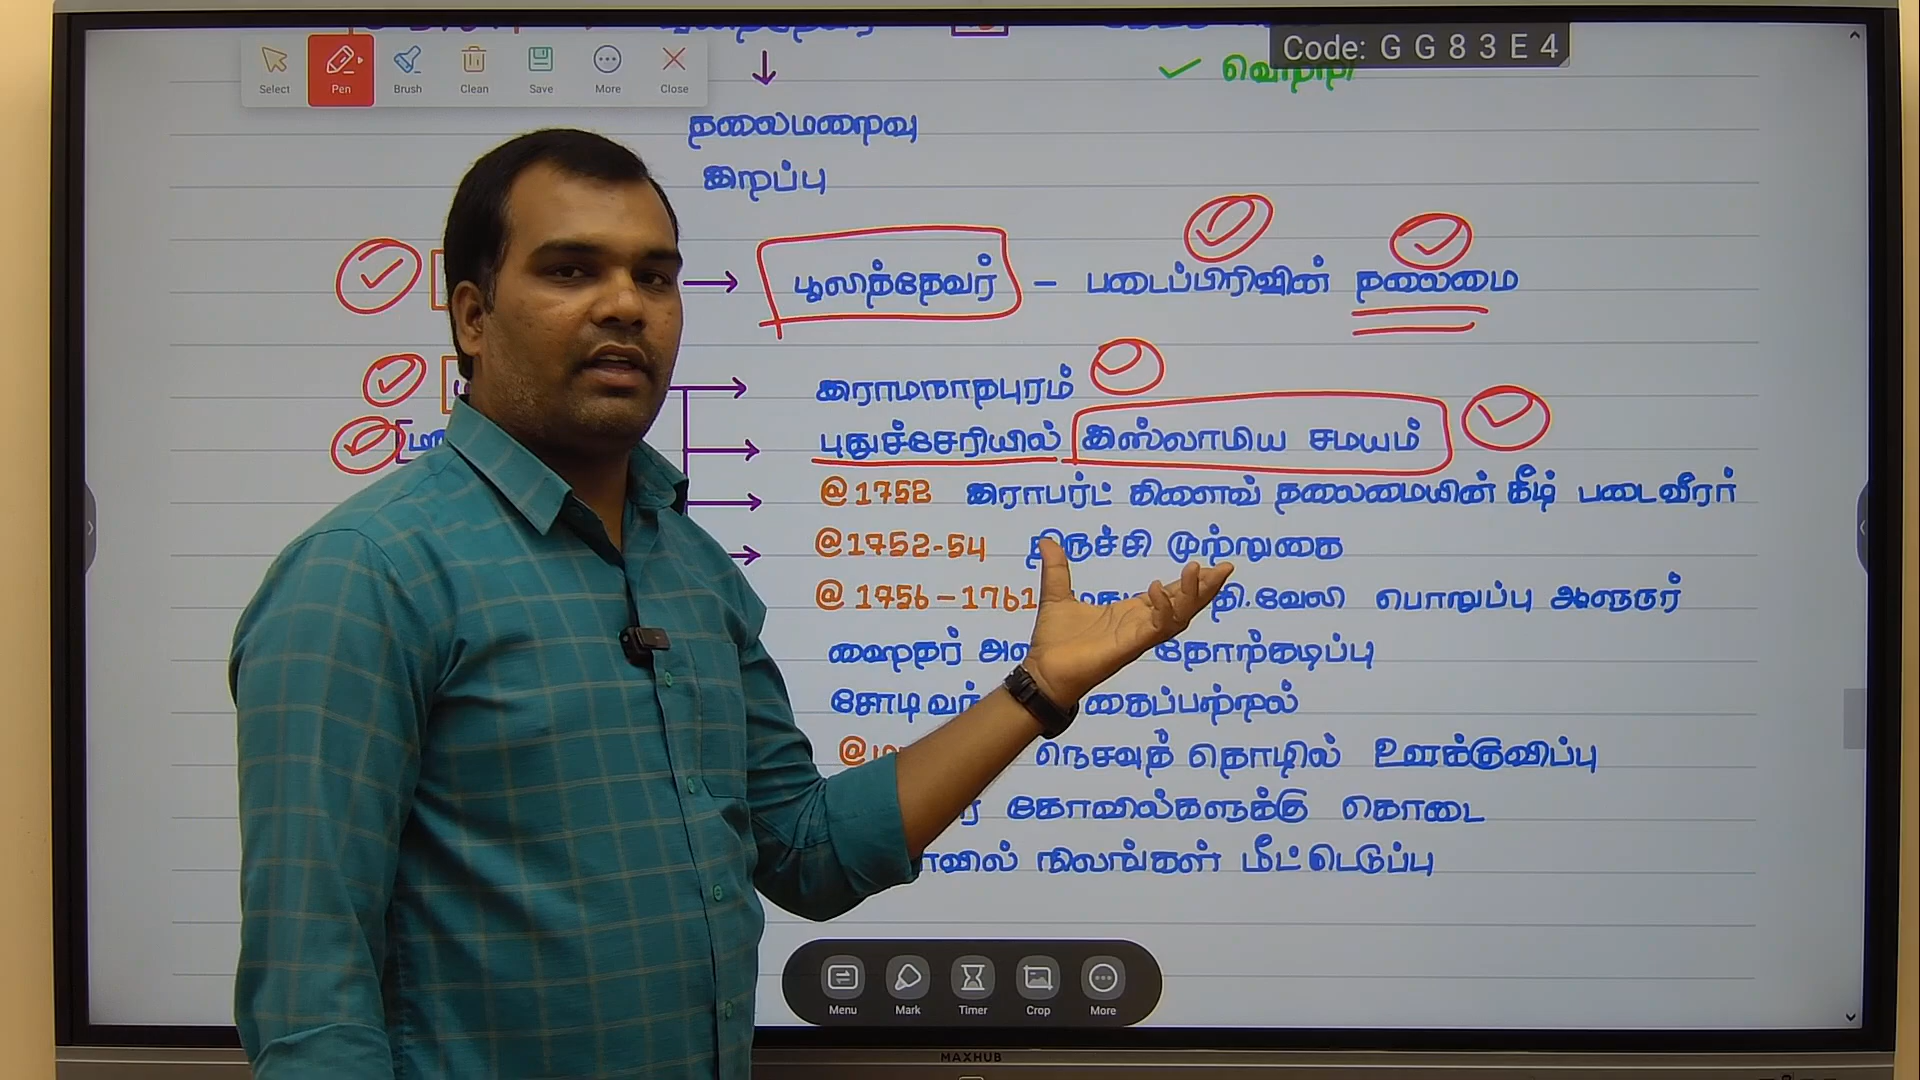 Code: G G 8 3 E 4
Select Pen Brush Clean Save More Close
வெற்றி
தலைமறைவு
இறப்பு
பூலித்தேவர் – படைப்பிரிவின் தலைமை
இராமநாதபுரம்
புதுச்சேரியில் இஸ்லாமிய சமயம்
@1752 இராபர்ட் கிளைவ் தலைமையின் கீழ் படைவீரர்
@1752-54 திருச்சி முற்றுகை
@ 1756 – 1761 தி.வேலி பொறுப்பு ஆளுநர்
ஹைதர் தோற்கடிப்பு
கைப்பற்றல்
நெசவுத் தொழில் ஊக்குவிப்பு
கோவில்களுக்கு கொடை
நிலங்கள் மீட்டெடுப்பு
Menu Mark Timer Crop More
MAXHUB